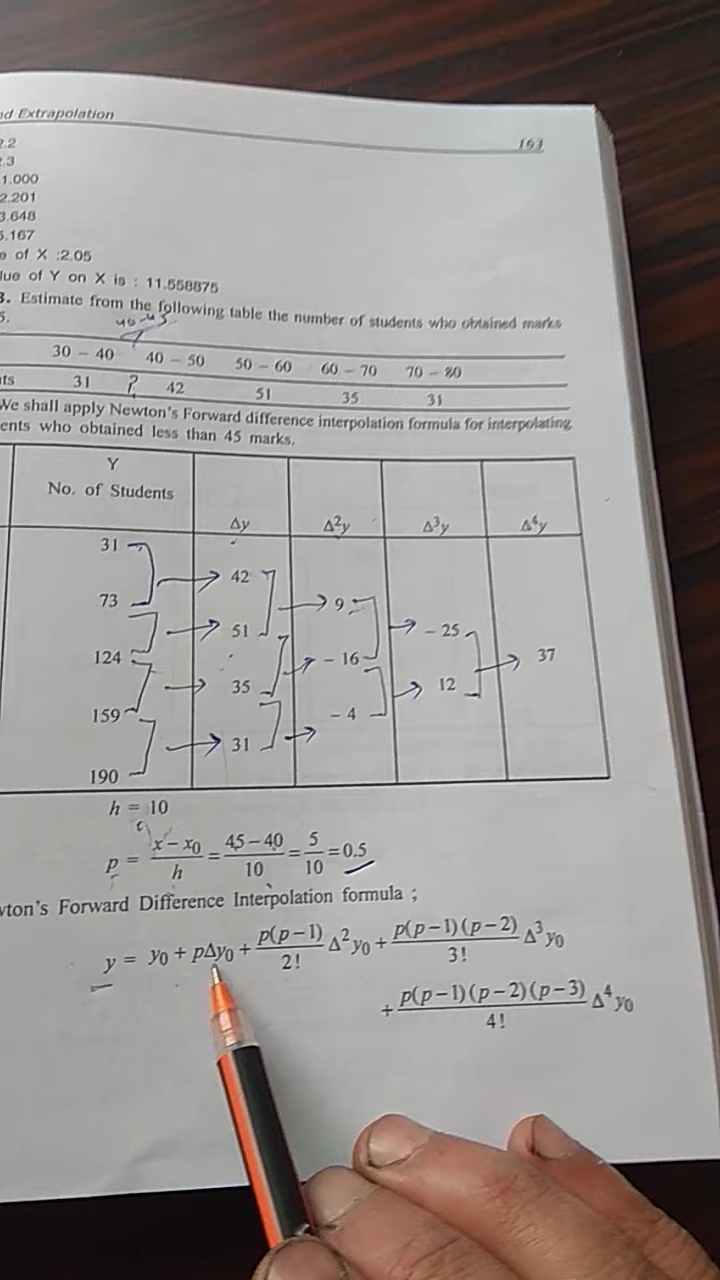 nd Extrapolation
163
2.2
2.3
1.000
2.201
3.648
5.167
e of X :2.05
lue of Y on X is : 11.558875
3. Estimate from the following table the number of students who obtained marks
5.
40-45
30 – 40 40 – 50 50 – 60 60 – 70 70 – 80
nts 31 ? 42 51 35 31
We shall apply Newton's Forward difference interpolation formula for interpolating
ents who obtained less than 45 marks.
Y
No. of Students
Δy Δ²y Δ³y Δ⁴y
31
42
73 9
51 – 25
124 – 16 37
35 12
159 – 4
31
190
h = 10
p = x – x₀ / h = 45 – 40 / 10 = 5 / 10 = 0.5
wton's Forward Difference Interpolation formula ;
y = y₀ + pΔy₀ + p(p–1) / 2! Δ²y₀ + p(p–1)(p–2) / 3! Δ³y₀
+ p(p–1)(p–2)(p–3) / 4! Δ⁴y₀